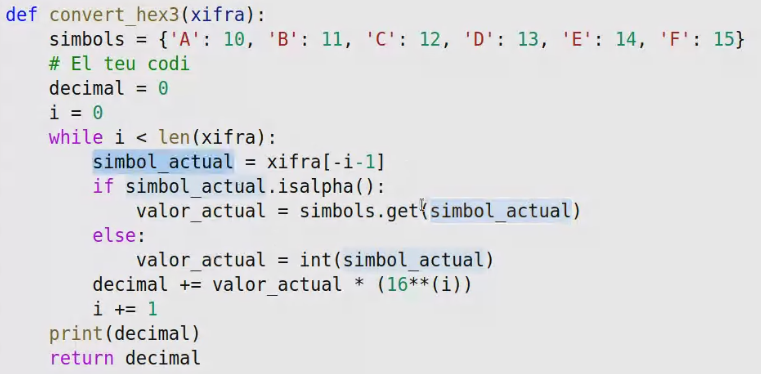 def convert_hex3(xifra):
    simbols = {'A': 10, 'B': 11, 'C': 12, 'D': 13, 'E': 14, 'F': 15}
    # El teu codi
    decimal = 0
    i = 0
    while i < len(xifra):
        simbol_actual = xifra[-i-1]
        if simbol_actual.isalpha():
            valor_actual = simbols.get(simbol_actual)
        else:
            valor_actual = int(simbol_actual)
        decimal += valor_actual * (16**(i))
        i += 1
    print(decimal)
    return decimal